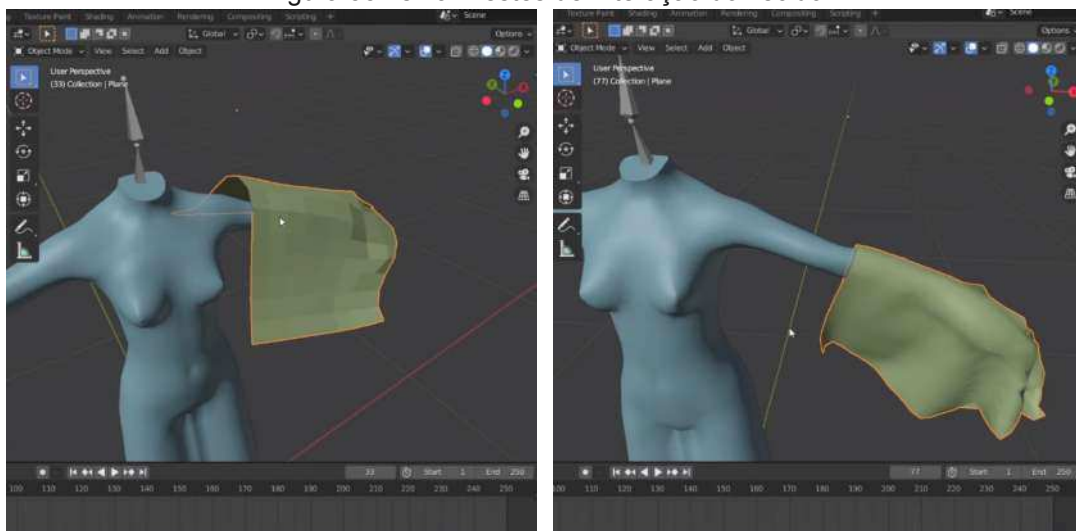 Texture Paint Shading Animation Rendering Compositing Scripting + Scene
Global Options
Object Mode View Select Add Object
User Perspective
(33) Collection | Plane
33 Start 1 End 250
100 110 120 130 140 150 160 170 180 190 200 210 220 230 240 250
Texture Paint Shading Animation Rendering Compositing Scripting + Scene
Global Options
Object Mode View Select Add Object
User Perspective
(77) Collection | Plane
77 Start 1 End 250
110 120 130 140 150 160 170 180 190 200 210 220 230 240 250